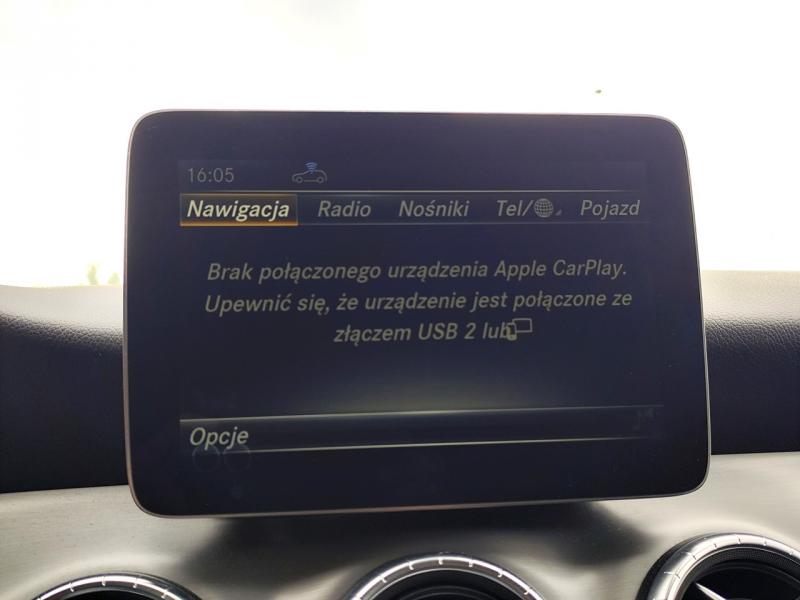 16:05
Nawigacja Radio Nośniki Tel/ Pojazd
Brak połączonego urządzenia Apple CarPlay.
Upewnić się, że urządzenie jest połączone ze
złączem USB 2 lub
Opcje